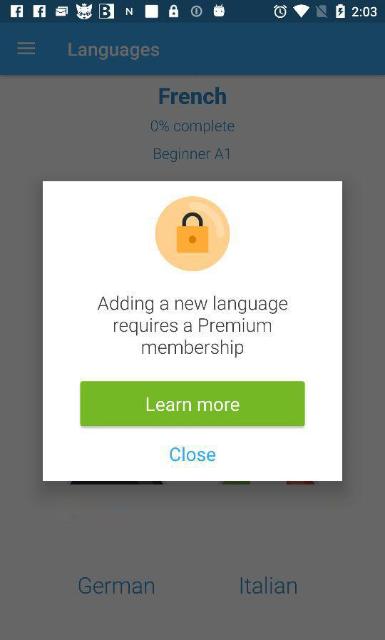 2:03
Languages
French
0% complete
Beginner A1
Adding a new language
requires a Premium
membership
Learn more
Close
German
Italian